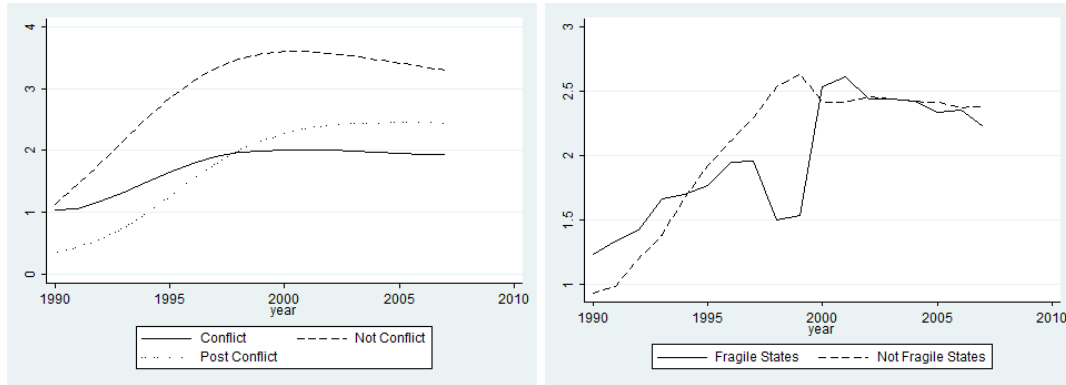 4
3
2
1
0
1990 1995 2000 2005 2010
year
Conflict Not Conflict
Post Conflict
3
2.5
2
1.5
1
1990 1995 2000 2005 2010
year
Fragile States Not Fragile States